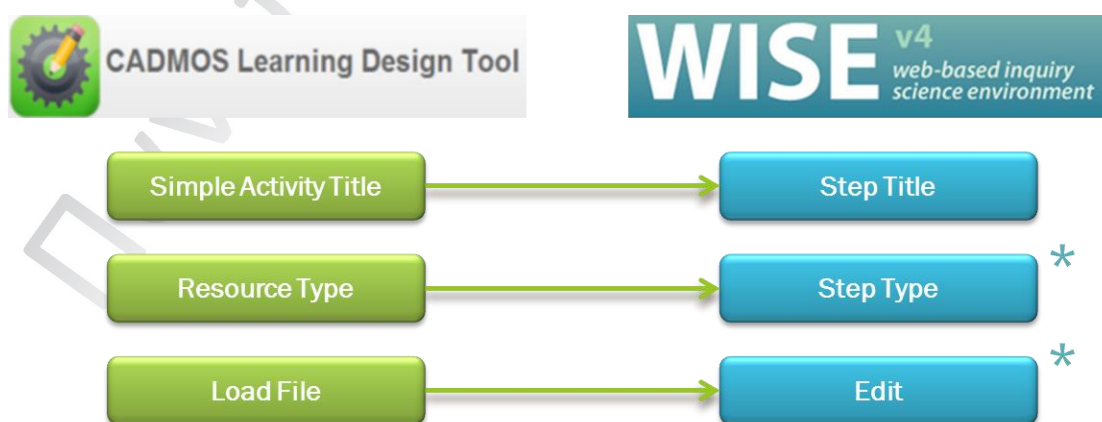 CADMOS Learning Design Tool
WISE v4
web-based inquiry
science environment
Simple Activity Title
Step Title
Resource Type
Step Type *
Load File
Edit *